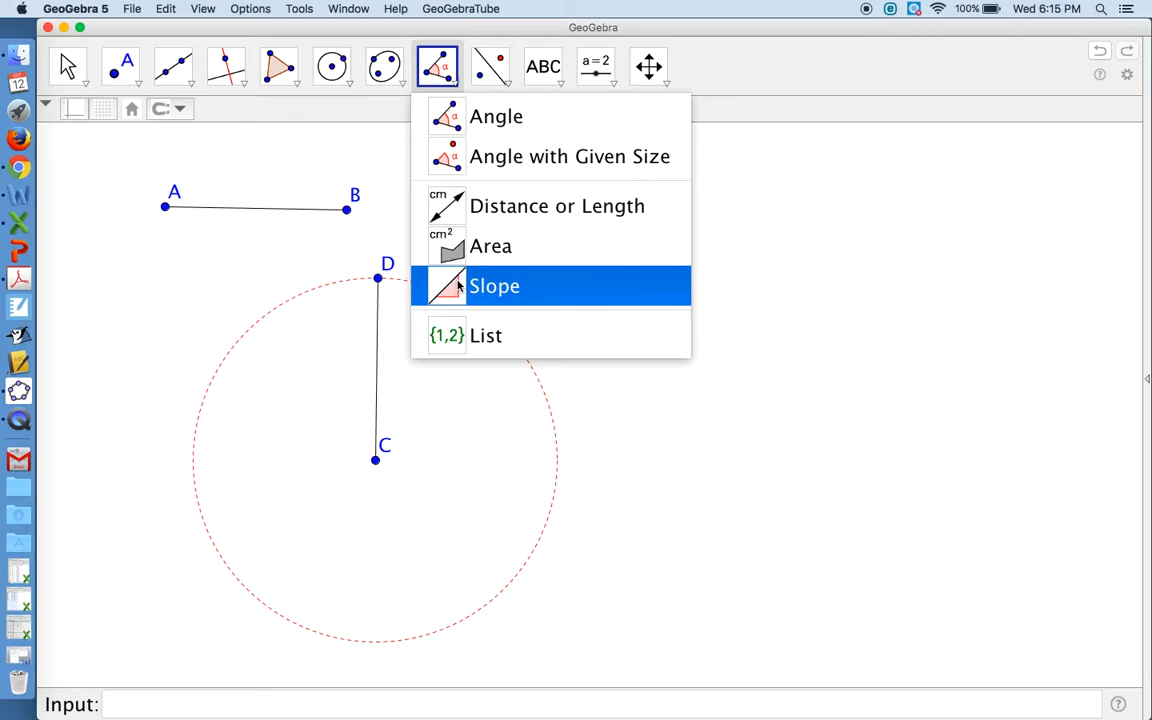 GeoGebra 5 File Edit View Options Tools Window Help GeoGebraTube 100% Wed 6:15 PM
GeoGebra
A α ABC a=2
α Angle
α Angle with Given Size
cm Distance or Length
cm² Area
Slope
{1,2} List
A
B
D
C
Input: